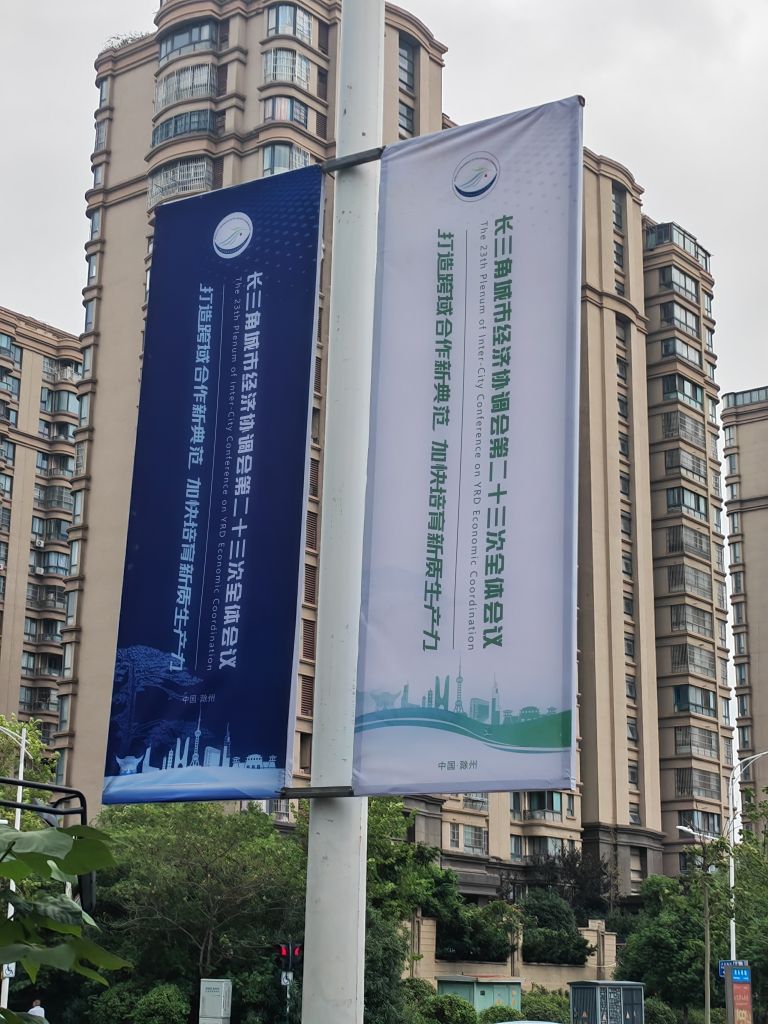 长三角城市经济协调会第二十三次全体会议
The 23th Plenum of Inter-City Conference on YRD Economic Coordination
打造跨域合作新典范 加快培育新质生产力
中国·滁州
长三角城市经济协调会第二十三次全体会议
The 23th Plenum of Inter-City Conference on YRD Economic Coordination
打造跨域合作新典范 加快培育新质生产力
中国·滁州